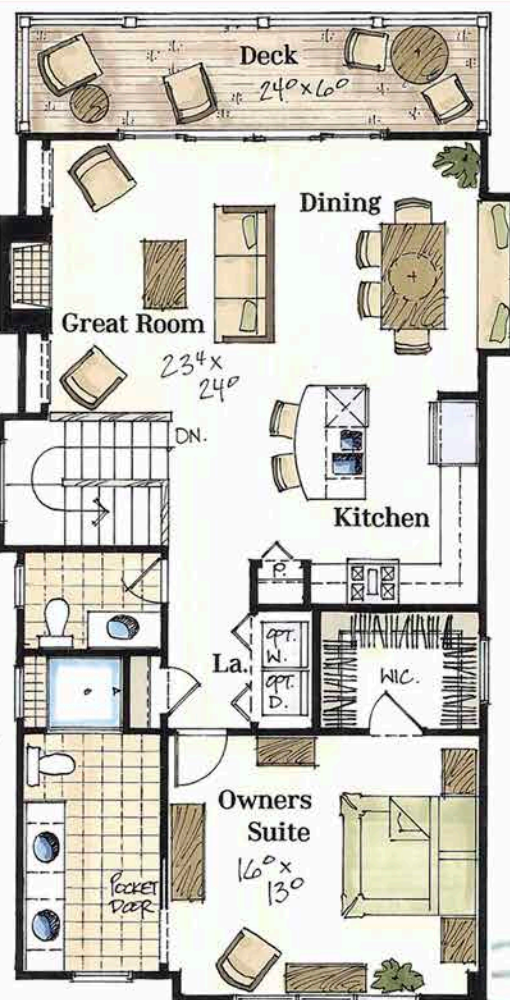 Deck
24⁰ x 6⁰
Dining
Great Room
23⁴ x
24⁰
DN.
Kitchen
P.
La.
OPT.
W.
OPT.
D.
WIC.
Owners
Suite
16⁰ x
13⁰
POCKET
DOOR